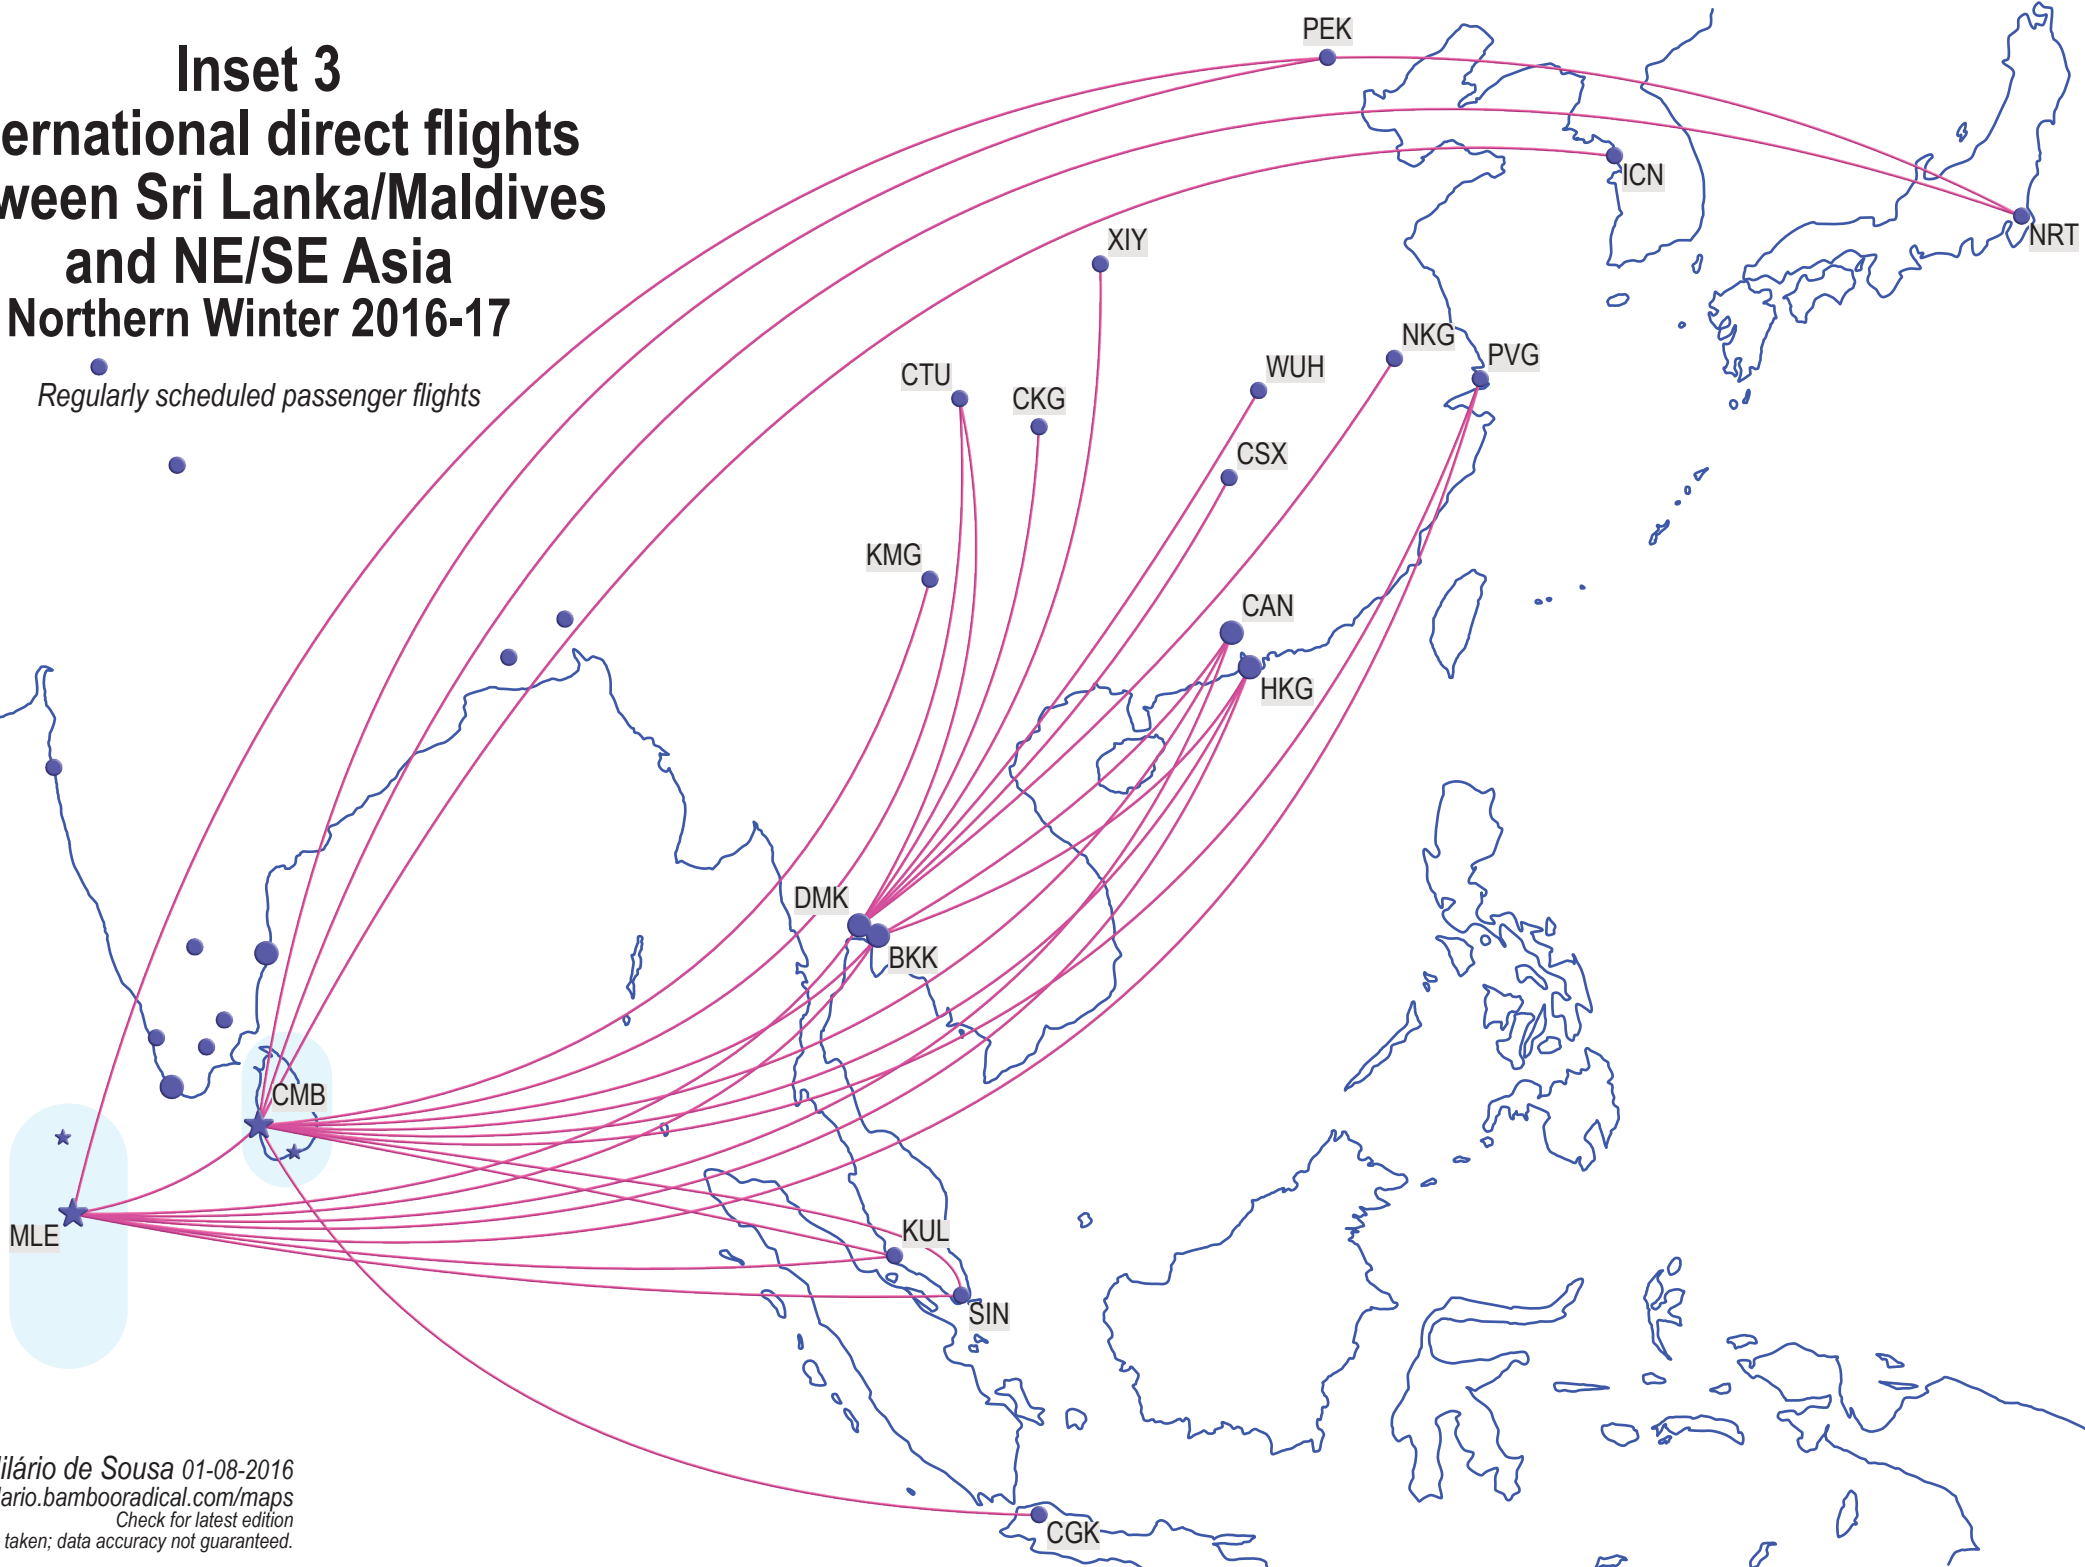 Inset 3
ernational direct flights
ween Sri Lanka/Maldives
and NE/SE Asia
Northern Winter 2016-17
Regularly scheduled passenger flights
PEK
ICN
NRT
XIY
NKG
PVG
WUH
CTU
CKG
CSX
KMG
CAN
HKG
DMK
BKK
CMB
MLE
KUL
SIN
CGK
ilário de Sousa 01-08-2016
ario.bambooradical.com/maps
Check for latest edition
taken; data accuracy not guaranteed.